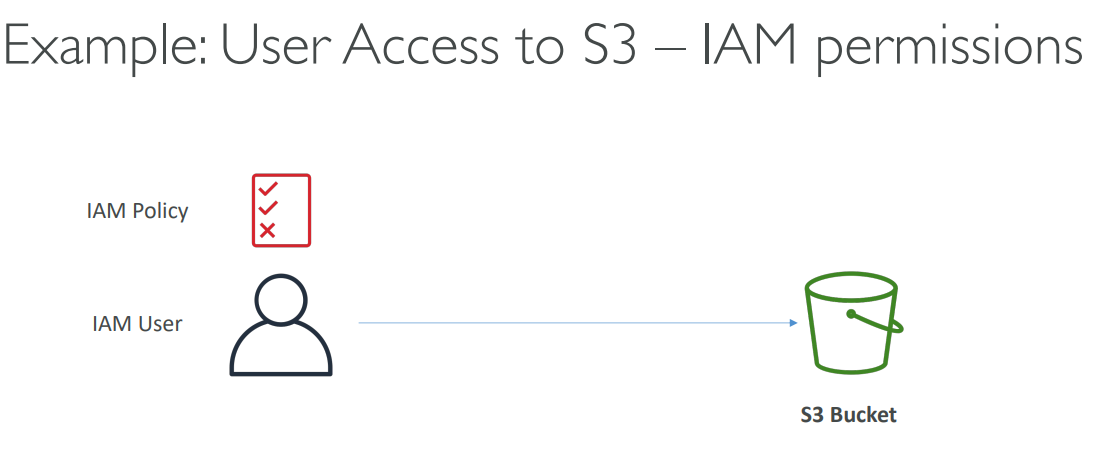 Example: User Access to S3 – IAM permissions
IAM Policy
IAM User
S3 Bucket